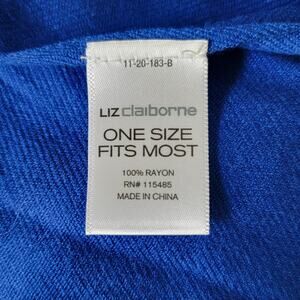 11-20-183-B
LIZ claiborne
ONE SIZE
FITS MOST
100% RAYON
RN# 115485
MADE IN CHINA